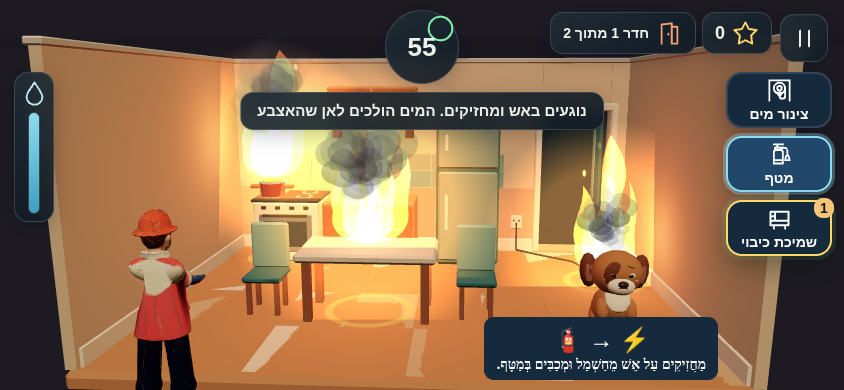 55
חדר 1 מתוך 2
0
נוגעים באש ומחזיקים. המים הולכים לאן שהאצבע
צינור מים
מטף
1
שמיכת כיבוי
מַחֲזִיקִים עַל אֵשׁ מֵחַשְׁמַל וּמְכַבִּים בְּמַטָּף.